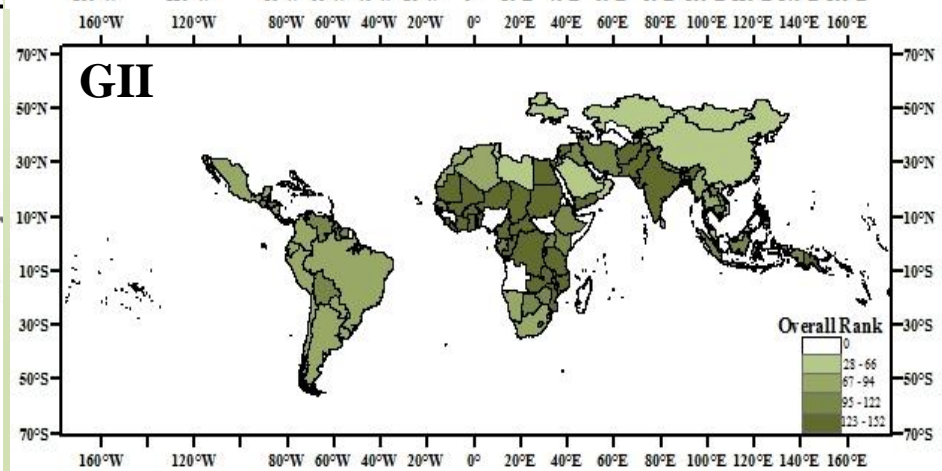 160°W 120°W 80°W 60°W 40°W 20°W 0° 20°E 40°E 60°E 80°E 100°E 120°E 140°E 160°E
70°N 70°N
GII
50°N 50°N
30°N 30°N
10°N 10°N
10°S 10°S
30°S 30°S
Overall Rank
0
28 - 66
50°S 67 - 94 50°S
95 - 122
123 - 152
70°S 70°S
160°W 120°W 80°W 60°W 40°W 20°W 0° 20°E 40°E 60°E 80°E 100°E 120°E 140°E 160°E